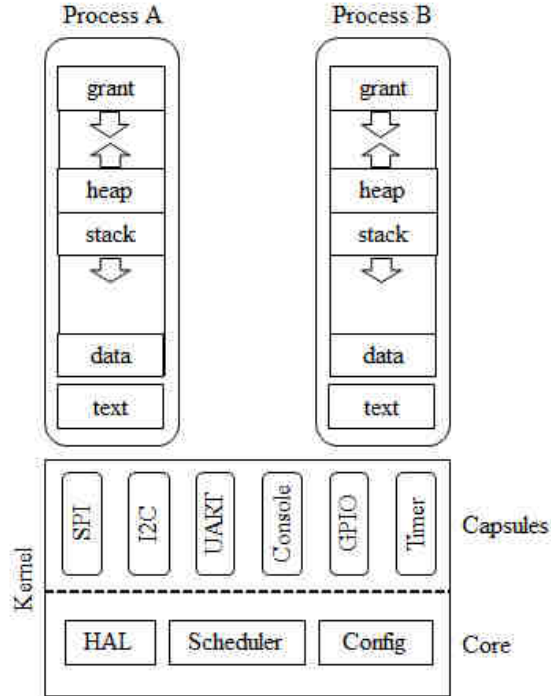 Process A
Process B
grant
heap
stack
data
text
grant
heap
stack
data
text
Kernel
SPI
I2C
UART
Console
GPIO
Timer
Capsules
HAL
Scheduler
Config
Core